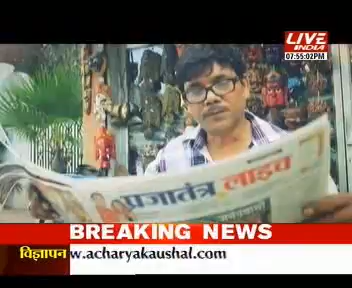 LIVE
INDIA
07:55:02PM
प्रजातंत्र लाइव
BREAKING NEWS
विज्ञापन
w.acharyakaushal.com